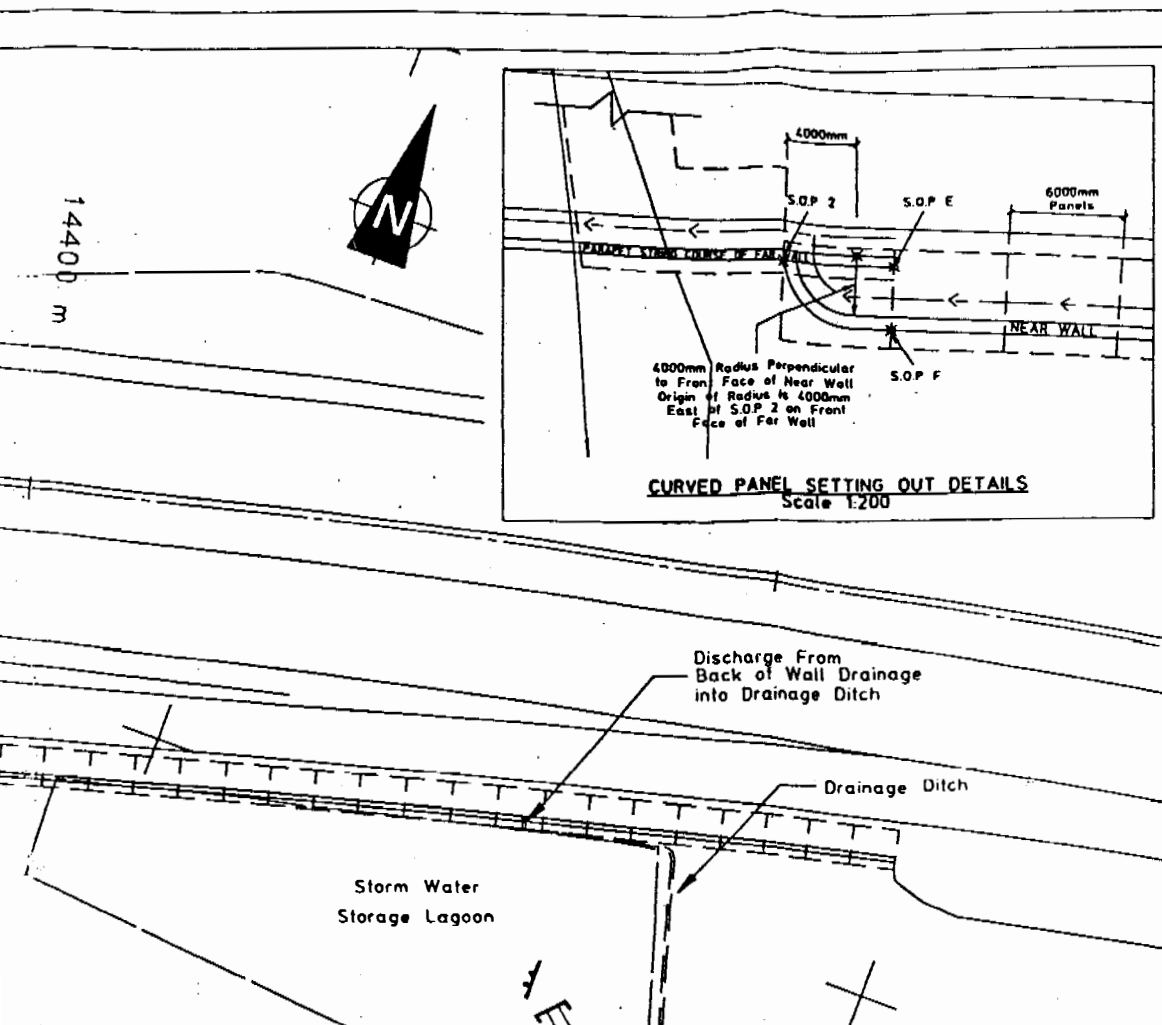 14400 m
N
4000mm
S.O.P 2
S.O.P E
6000mm
Panels
PARAPET STRING COURSE OF FAR WALL
NEAR WALL
S.O.P F
4000mm Radius Perpendicular
to Front Face of Near Wall
Origin of Radius is 4000mm
East of S.O.P 2 on Front
Face of Far Wall
CURVED PANEL SETTING OUT DETAILS
Scale 1:200
Discharge From
Back of Wall Drainage
into Drainage Ditch
Drainage Ditch
Storm Water
Storage Lagoon